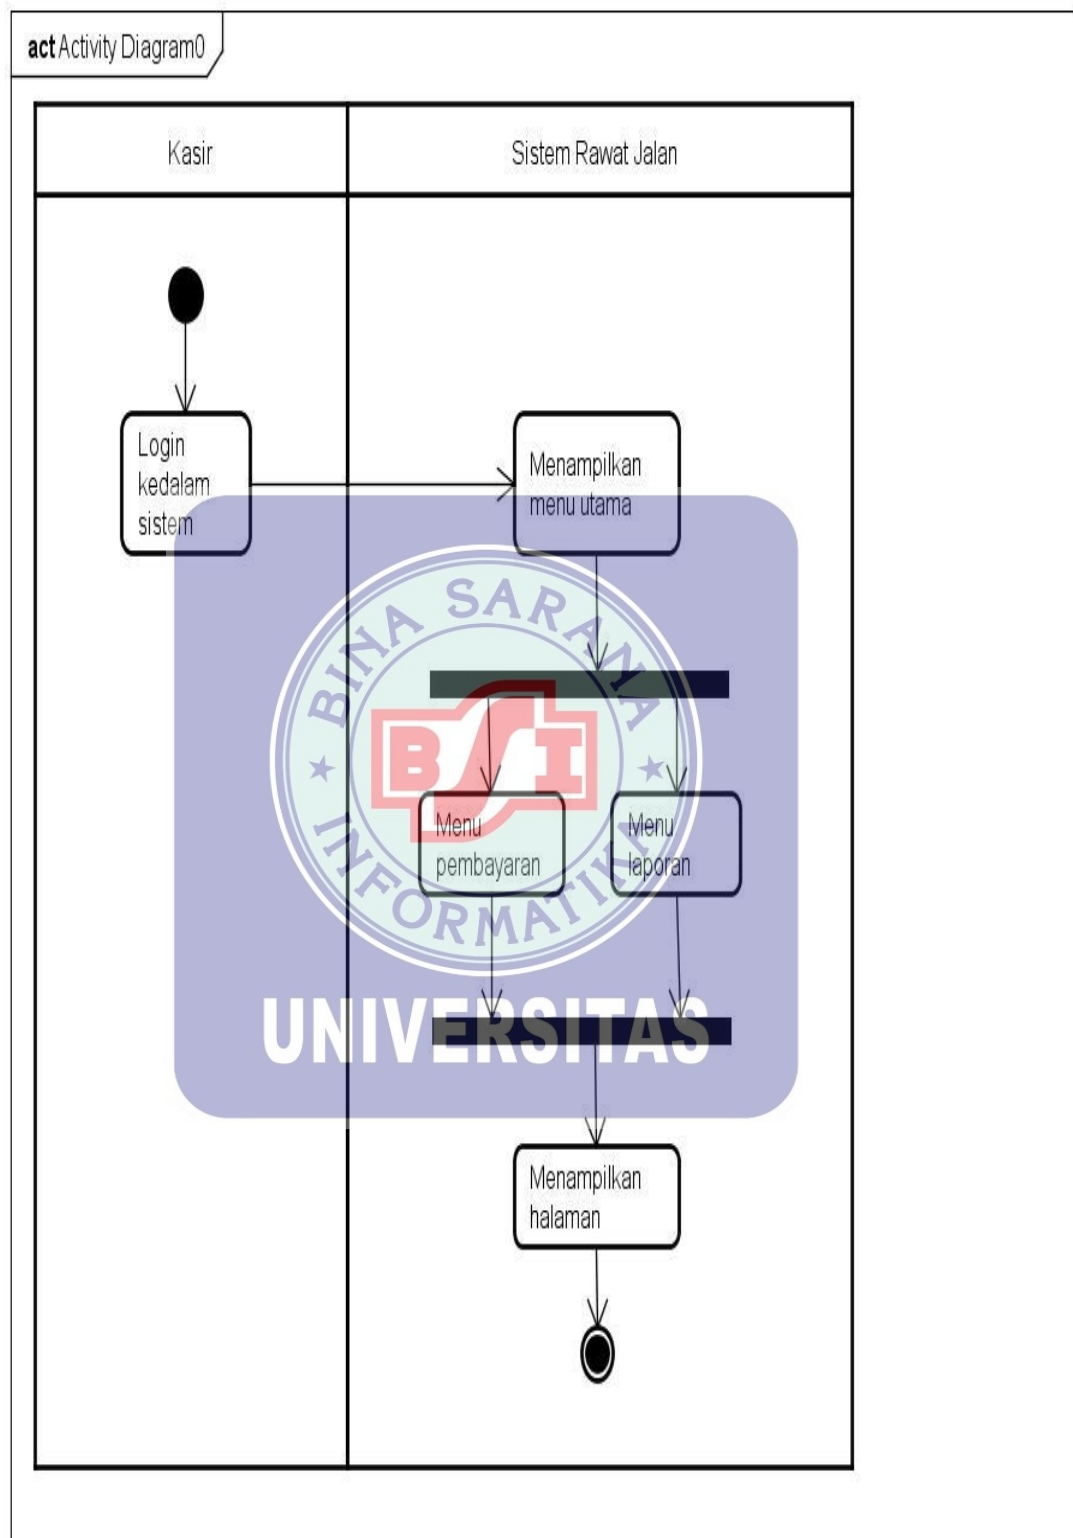 act Activity Diagram0
Kasir
Sistem Rawat Jalan
Login
kedalam
sistem
Menampilkan
menu utama
BINA SARANA
BSI
INFORMATIKA
Menu
pembayaran
Menu
laporan
UNIVERSITAS
Menampilkan
halaman